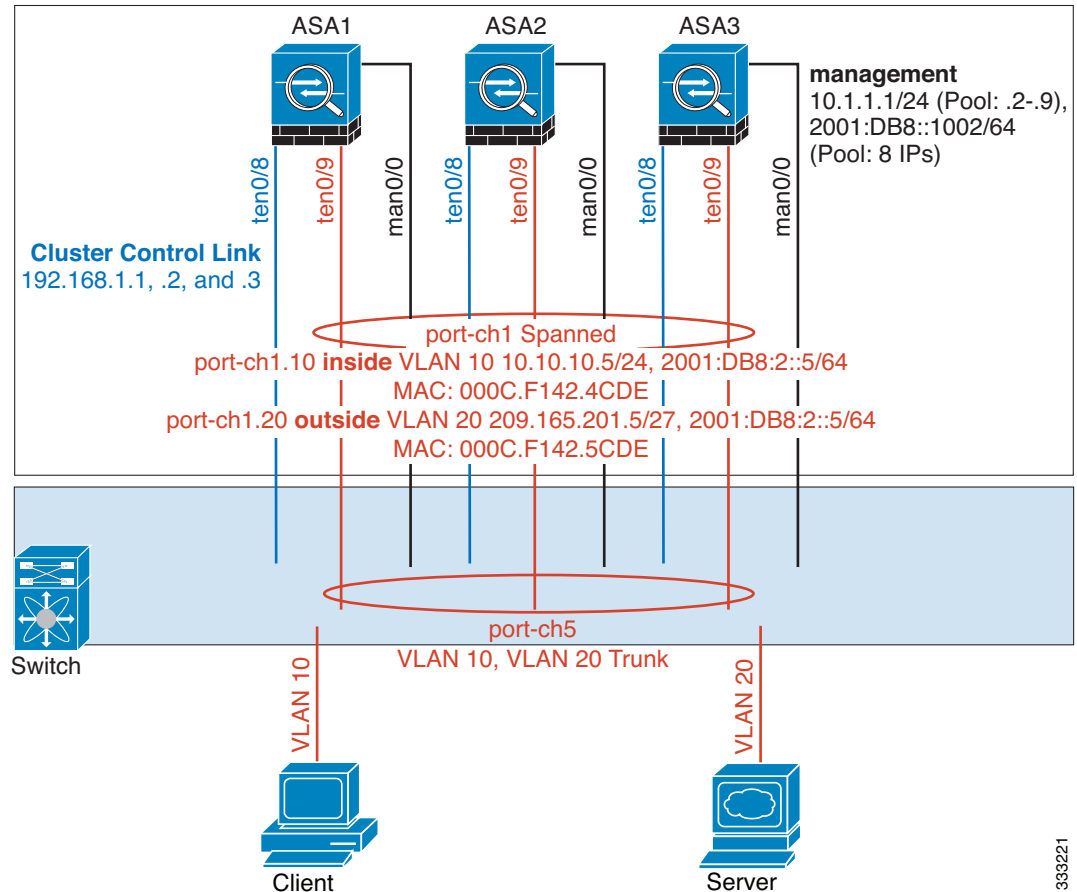 ASA1
ASA2
ASA3
management
10.1.1.1/24 (Pool: .2-.9),
2001:DB8::1002/64
(Pool: 8 IPs)
ten0/8
ten0/9
man0/0
ten0/8
ten0/9
man0/0
ten0/8
ten0/9
man0/0
Cluster Control Link
192.168.1.1, .2, and .3
port-ch1 Spanned
port-ch1.10 inside VLAN 10 10.10.10.5/24, 2001:DB8:2::5/64
MAC: 000C.F142.4CDE
port-ch1.20 outside VLAN 20 209.165.201.5/27, 2001:DB8:2::5/64
MAC: 000C.F142.5CDE
Switch
port-ch5
VLAN 10, VLAN 20 Trunk
VLAN 10
VLAN 20
Client
Server
333221